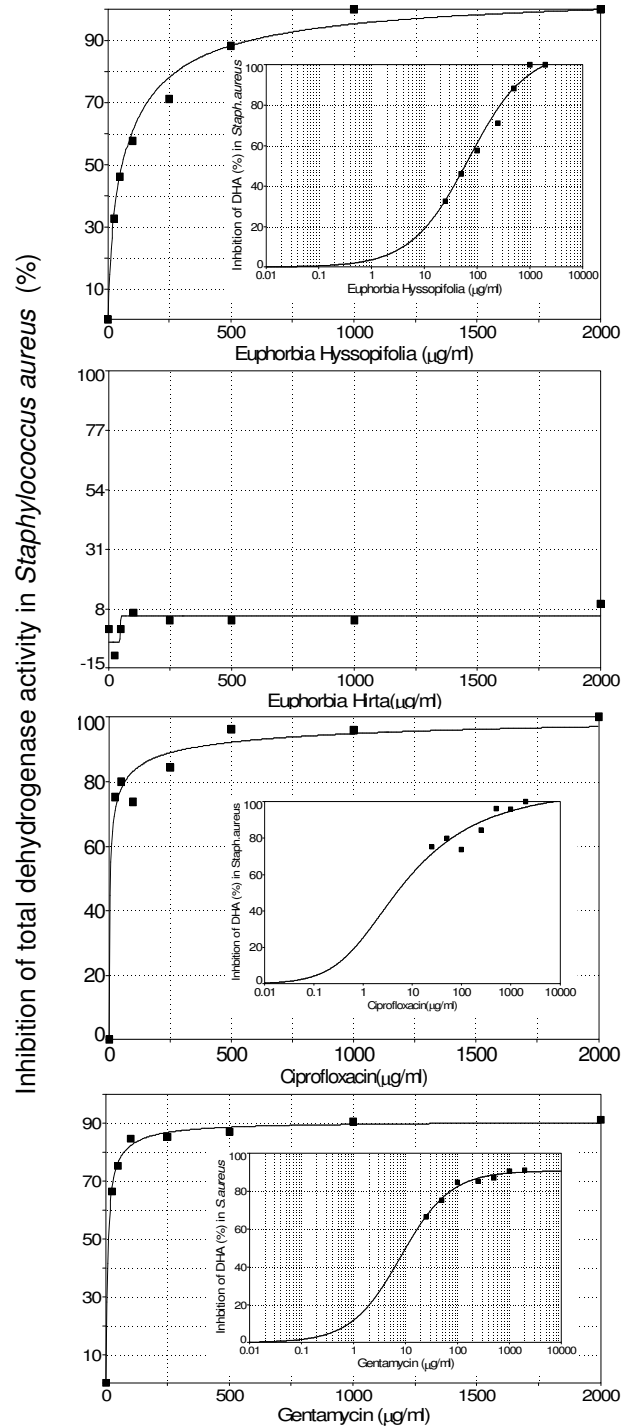 Inhibition of total dehydrogenase activity in Staphylococcus aureus (%)
90
70
50
30
10
0 500 1000 1500 2000
Euphorbia Hyssopifolia (µg/ml)
Inhbition of DHA (%) in Staph.aureus
100
80
60
40
20
0
0.01 0.1 1 10 100 1000 10000
Euphorbia Hyssopifolia (µg/ml)
100
77
54
31
8
-15
0 500 1000 1500 2000
Euphorbia Hirta(µg/ml)
100
80
60
40
20
0
0 500 1000 1500 2000
Ciprofloxacin(µg/ml)
Inhbition of DHA (%) in Staph.aureus
100
80
60
40
20
0
0.01 0.1 1 10 100 1000 10000
Ciprofloxacin(µg/ml)
90
70
50
30
10
0 500 1000 1500 2000
Gentamycin (µg/ml)
Inhbition of DHA (%) in S.aureus
100
80
60
40
20
0
0.01 0.1 1 10 100 1000 10000
Gentamycin (µg/ml)